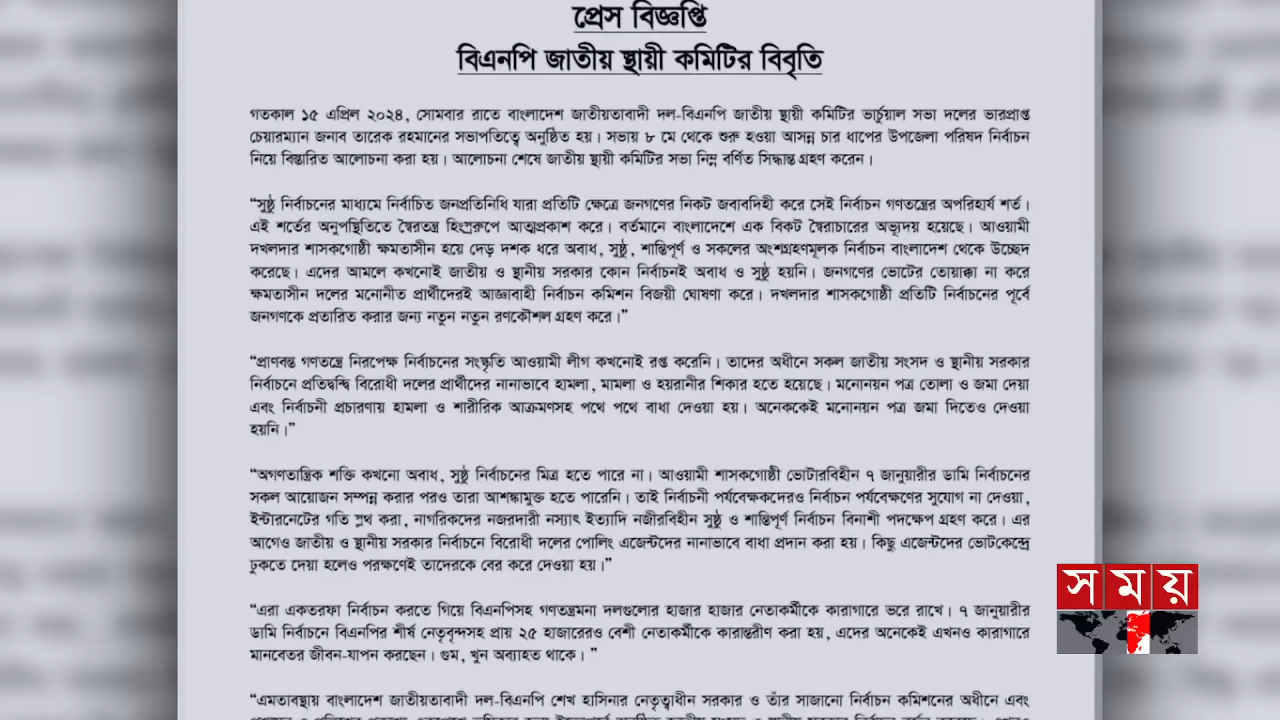 প্রেস বিজ্ঞপ্তি
বিএনপি জাতীয় স্থায়ী কমিটির বিবৃতি
গতকাল ১৫ এপ্রিল ২০২৪, সোমবার রাতে বাংলাদেশ জাতীয়তাবাদী দল-বিএনপি জাতীয় স্থায়ী কমিটির ভার্চুয়াল সভা দলের ভারপ্রাপ্ত
চেয়ারম্যান জনাব তারেক রহমানের সভাপতিত্বে অনুষ্ঠিত হয়। সভায় ৮ মে থেকে শুরু হওয়া আসন্ন চার ধাপের উপজেলা পরিষদ নির্বাচন
নিয়ে বিস্তারিত আলোচনা করা হয়। আলোচনা শেষে জাতীয় স্থায়ী কমিটির সভা নিম্ন বর্ণিত সিদ্ধান্ত গ্রহণ করেন।
“সুষ্ঠু নির্বাচনের মাধ্যমে নির্বাচিত জনপ্রতিনিধি যারা প্রতিটি ক্ষেত্রে জনগণের নিকট জবাবদিহী করে সেই নির্বাচন গণতন্ত্রের অপরিহার্য শর্ত।
এই শর্তের অনুপস্থিতিতে স্বৈরতন্ত্র হিংস্ররুপে আত্মপ্রকাশ করে। বর্তমানে বাংলাদেশে এক বিকট স্বৈরাচারের অভ্যূদয় হয়েছে। আওয়ামী
দখলদার শাসকগোষ্ঠী ক্ষমতাসীন হয়ে দেড় দশক ধরে অবাধ, সুষ্ঠু, শান্তিপূর্ণ ও সকলের অংশগ্রহণমূলক নির্বাচন বাংলাদেশ থেকে উচ্ছেদ
করেছে। এদের আমলে কখনোই জাতীয় ও স্থানীয় সরকার কোন নির্বাচনই অবাধ ও সুষ্ঠু হয়নি। জনগণের ভোটের তোয়াক্কা না করে
ক্ষমতাসীন দলের মনোনীত প্রার্থীদেরই আজ্ঞাবাহী নির্বাচন কমিশন বিজয়ী ঘোষণা করে। দখলদার শাসকগোষ্ঠী প্রতিটি নির্বাচনের পূর্বে
জনগণকে প্রতারিত করার জন্য নতুন নতুন রণকৌশল গ্রহণ করে।”
“প্রাণবন্ত গণতন্ত্রে নিরপেক্ষ নির্বাচনের সংস্কৃতি আওয়ামী লীগ কখনোই রপ্ত করেনি। তাদের অধীনে সকল জাতীয় সংসদ ও স্থানীয় সরকার
নির্বাচনে প্রতিদ্বন্দ্বি বিরোধী দলের প্রার্থীদের নানাভাবে হামলা, মামলা ও হয়রানীর শিকার হতে হয়েছে। মনোনয়ন পত্র তোলা ও জমা দেয়া
এবং নির্বাচনী প্রচারণায় হামলা ও শারীরিক আক্রমণসহ পথে পথে বাধা দেওয়া হয়। অনেককেই মনোনয়ন পত্র জমা দিতেও দেওয়া
হয়নি।”
“অগণতান্ত্রিক শক্তি কখনো অবাধ, সুষ্ঠু নির্বাচনের মিত্র হতে পারে না। আওয়ামী শাসকগোষ্ঠী ভোটারবিহীন ৭ জানুয়ারীর ডামি নির্বাচনের
সকল আয়োজন সম্পন্ন করার পরও তারা আশঙ্কামুক্ত হতে পারেনি। তাই নির্বাচনী পর্যবেক্ষকদেরও নির্বাচন পর্যবেক্ষণের সুযোগ না দেওয়া,
ইন্টারনেটের গতি স্লথ করা, নাগরিকদের নজরদারী নস্যাৎ ইত্যাদি নজীরবিহীন সুষ্ঠু ও শান্তিপূর্ণ নির্বাচন বিনাশী পদক্ষেপ গ্রহণ করে। এর
আগেও জাতীয় ও স্থানীয় সরকার নির্বাচনে বিরোধী দলের পোলিং এজেন্টদের নানাভাবে বাধা প্রদান করা হয়। কিছু এজেন্টদের ভোটকেন্দ্রে
ঢুকতে দেয়া হলেও পরক্ষণেই তাদেরকে বের করে দেওয়া হয়।”
“এরা একতরফা নির্বাচন করতে গিয়ে বিএনপিসহ গণতন্ত্রমনা দলগুলোর হাজার হাজার নেতাকর্মীকে কারাগারে ভরে রাখে। ৭ জানুয়ারীর
ডামি নির্বাচনে বিএনপির শীর্ষ নেতৃবৃন্দসহ প্রায় ২৫ হাজারেরও বেশী নেতাকর্মীকে কারান্তরীণ করা হয়, এদের অনেকেই এখনও কারাগারে
মানবেতর জীবন-যাপন করছেন। গুম, খুন অব্যাহত থাকে। ”
“এমতাবস্থায় বাংলাদেশ জাতীয়তাবাদী দল-বিএনপি শেখ হাসিনার নেতৃত্বাধীন সরকার ও তাঁর সাজানো নির্বাচন কমিশনের অধীনে এবং
সময়